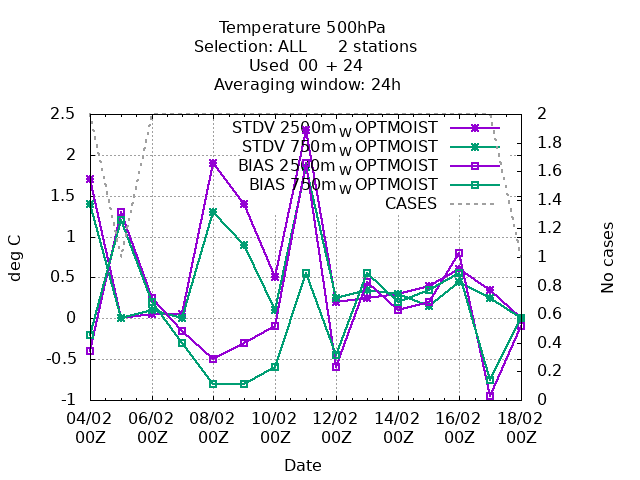 Temperature 500hPa
Selection: ALL 2 stations
Used 00 + 24
Averaging window: 24h
STDV 2500m W OPTMOIST
STDV 750m W OPTMOIST
BIAS 2500m W OPTMOIST
BIAS 750m W OPTMOIST
CASES
2.5
2
1.5
1
0.5
0
-0.5
-1
deg C
2
1.8
1.6
1.4
1.2
1
0.8
0.6
0.4
0.2
0
No cases
04/02 06/02 08/02 10/02 12/02 14/02 16/02 18/02
00Z 00Z 00Z 00Z 00Z 00Z 00Z 00Z
Date